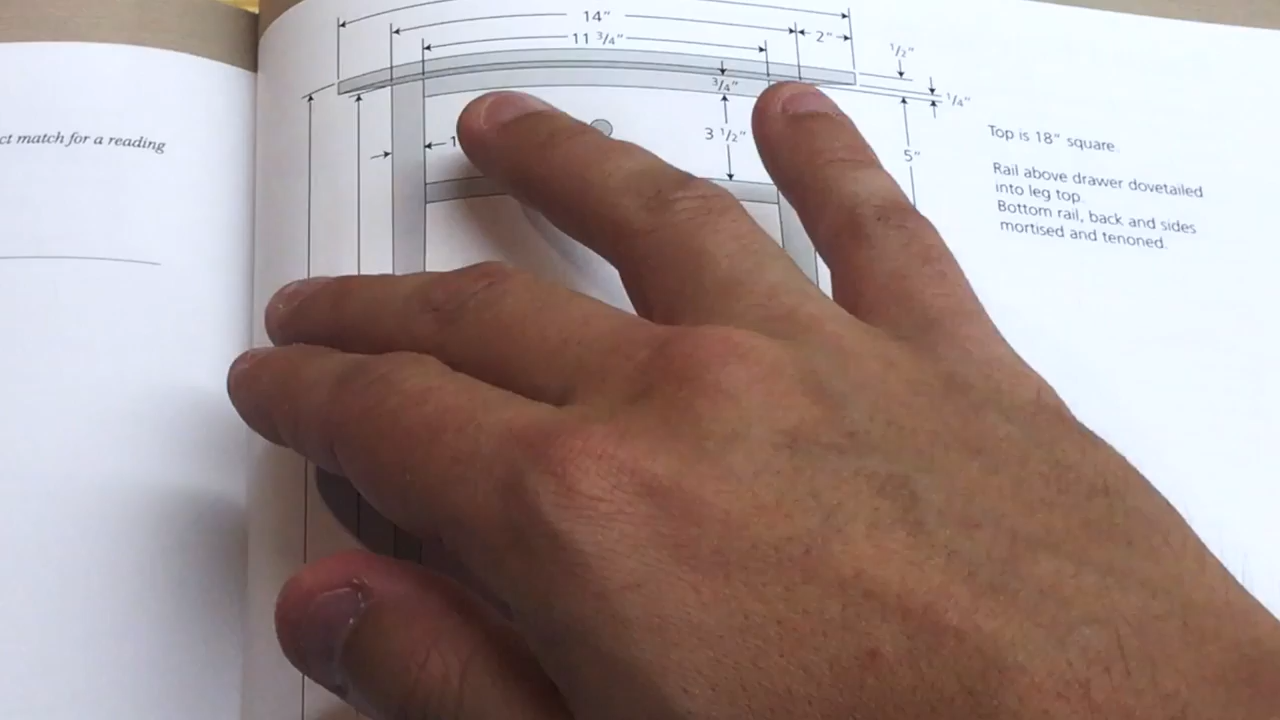 ct match for a reading
14"
11 3/4"
2"
1/2"
3/4"
1/4"
1
3 1/2"
5"
Top is 18" square.
Rail above drawer dovetailed
into leg top.
Bottom rail, back and sides
mortised and tenoned.